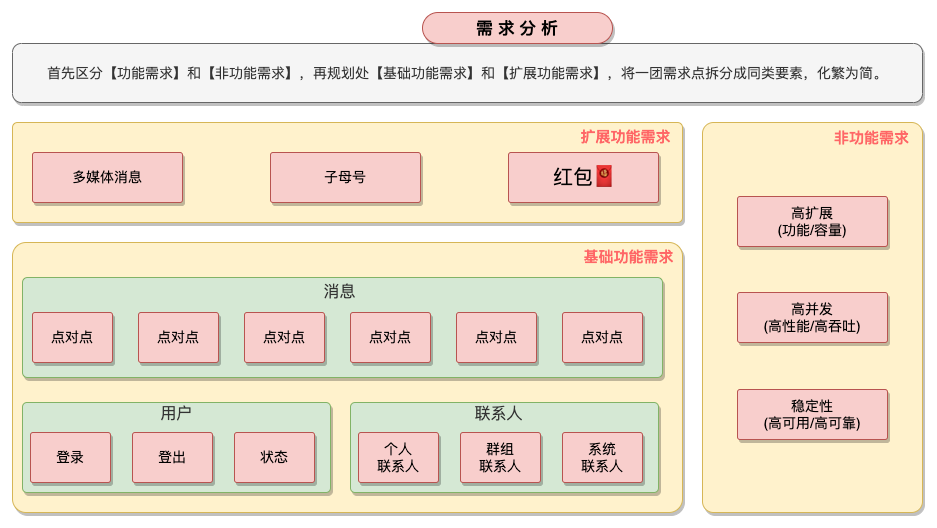 需求分析
首先区分【功能需求】和【非功能需求】，再规划处【基础功能需求】和【扩展功能需求】，将一团需求点拆分成同类要素，化繁为简。
扩展功能需求
多媒体消息
子母号
红包🧧
基础功能需求
消息
点对点
点对点
点对点
点对点
点对点
点对点
用户
登录
登出
状态
联系人
个人
联系人
群组
联系人
系统
联系人
非功能需求
高扩展
(功能/容量)
高并发
(高性能/高吞吐)
稳定性
(高可用/高可靠)